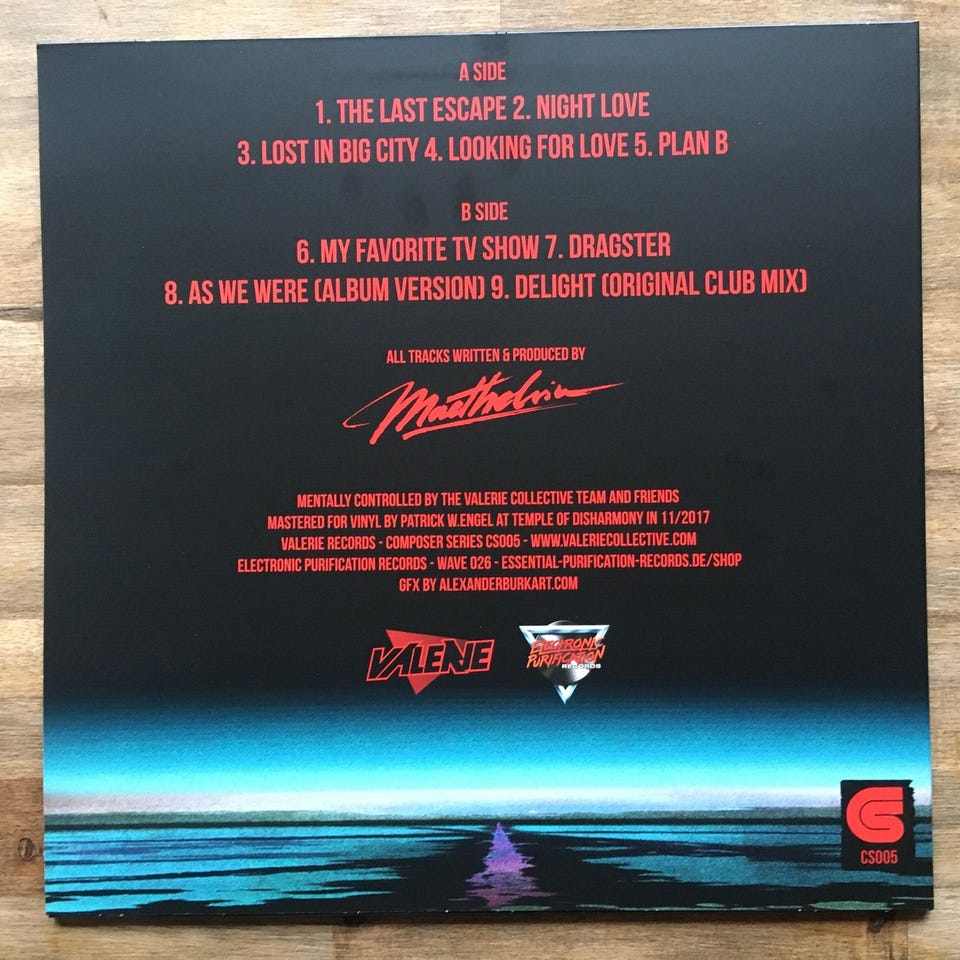 A SIDE
1. THE LAST ESCAPE 2. NIGHT LOVE
3. LOST IN BIG CITY 4. LOOKING FOR LOVE 5. PLAN B
B SIDE
6. MY FAVORITE TV SHOW 7. DRAGSTER
8. AS WE WERE (ALBUM VERSION) 9. DELIGHT (ORIGINAL CLUB MIX)
ALL TRACKS WRITTEN & PRODUCED BY
Maethelvin
MENTALLY CONTROLLED BY THE VALERIE COLLECTIVE TEAM AND FRIENDS
MASTERED FOR VINYL BY PATRICK W.ENGEL AT TEMPLE OF DISHARMONY IN 11/2017
VALERIE RECORDS - COMPOSER SERIES CS005 - WWW.VALERIECOLLECTIVE.COM
ELECTRONIC PURIFICATION RECORDS - WAVE 026 - ESSENTIAL-PURIFICATION-RECORDS.DE/SHOP
GFX BY ALEXANDERBURKART.COM
VALERIE
ELECTRONIC
PURIFICATION
RECORDS
CS
CS005